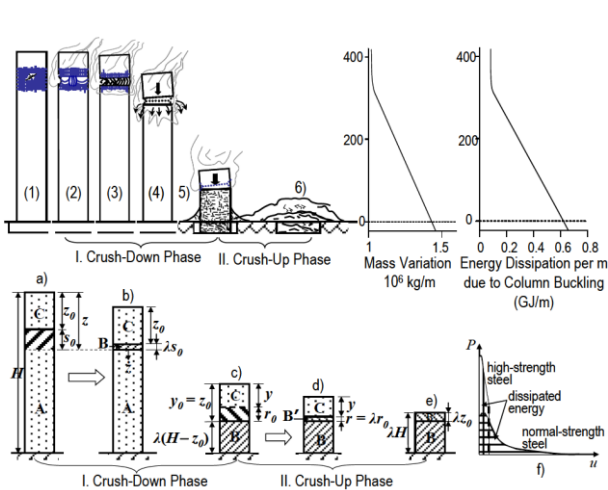 400
200
0
1
1.5
Mass Variation
10⁶ kg/m
400
200
0
0 0.2 0.4 0.6 0.8
Energy Dissipation per m
due to Column Buckling
(GJ/m)
(1) (2) (3) (4) 5) 6)
I. Crush-Down Phase II. Crush-Up Phase
a)
b)
c)
d)
e)
C
z₀
z
s₀
H
A
C
z₀
B
λs₀
A
y₀ = z₀
C
y
r₀
λ(H − z₀)
B
C
y
B'
r = λr₀
B
λH
B
λz₀
I. Crush-Down Phase II. Crush-Up Phase
P
high-strength
steel
dissipated
energy
normal-strength
steel
u
f)